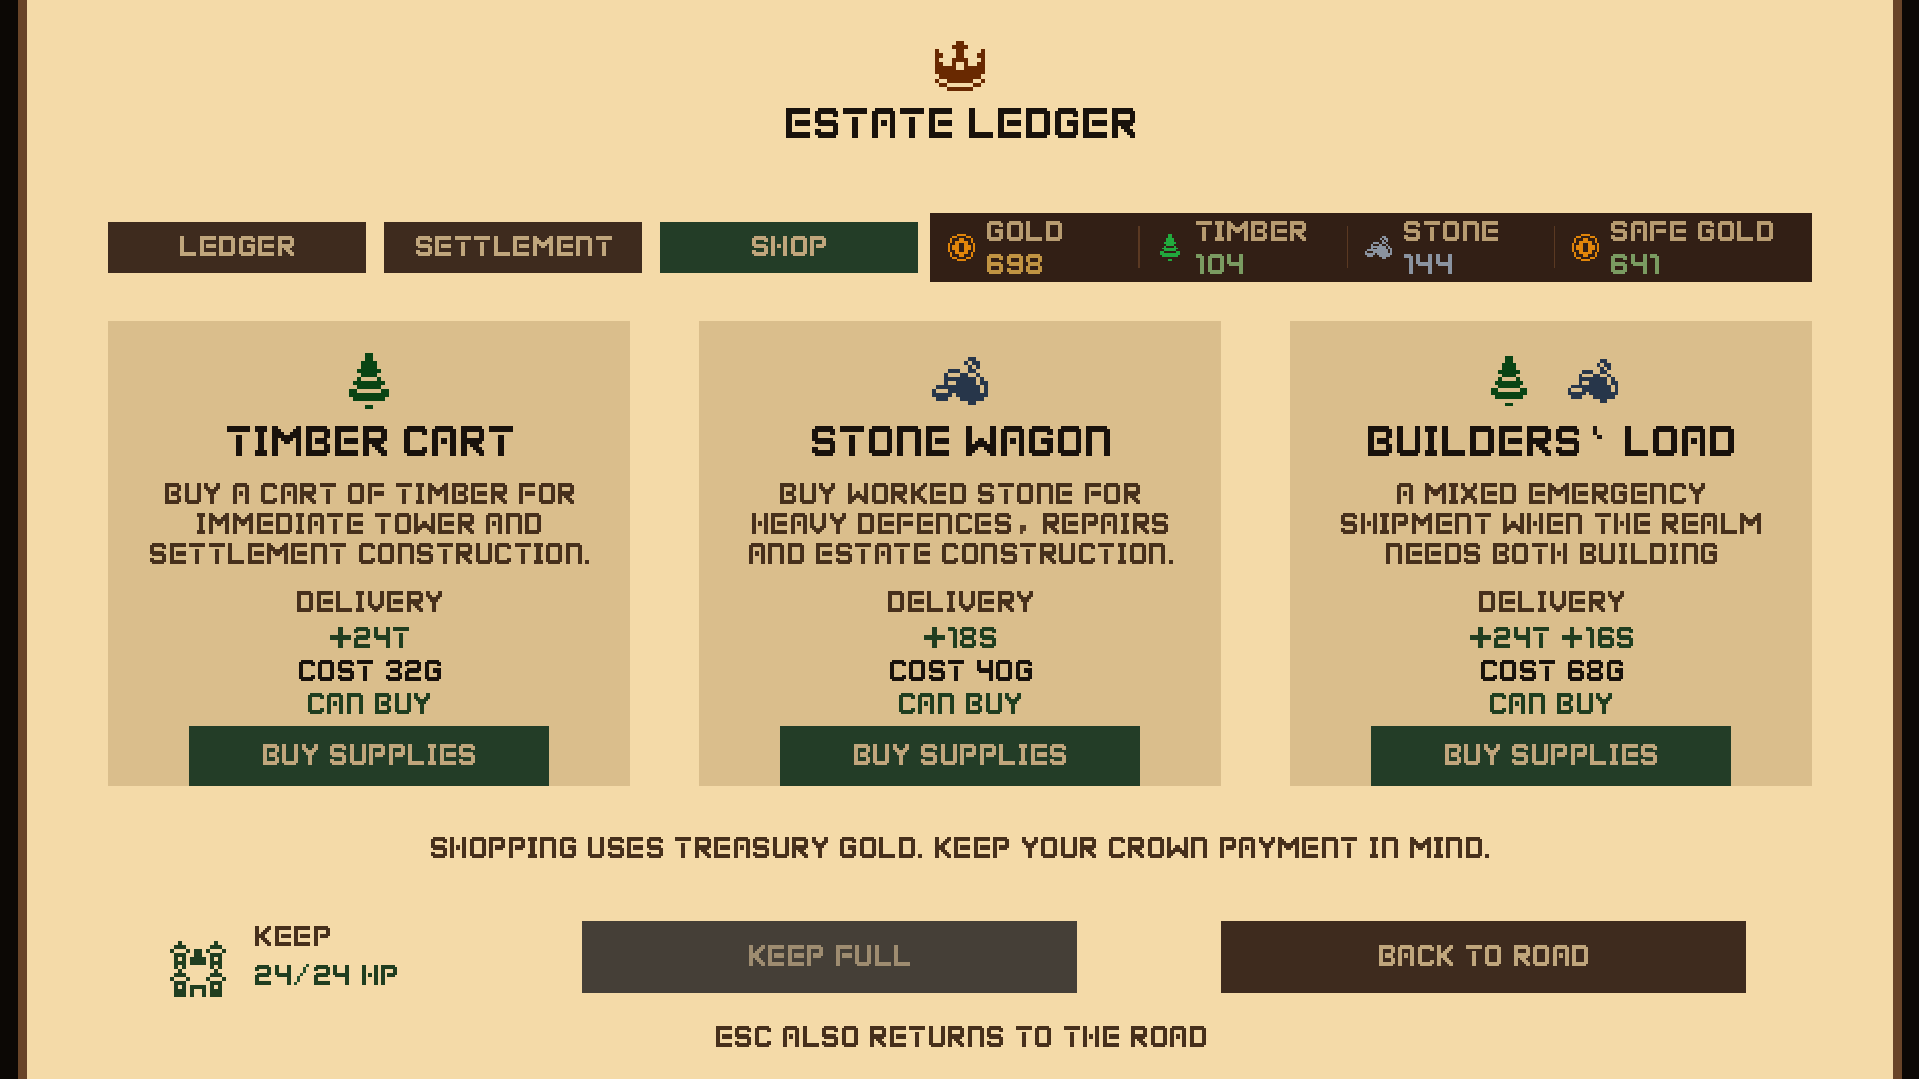 ESTATE LEDGER
LEDGER
SETTLEMENT
SHOP
GOLD
698
TIMBER
104
STONE
144
SAFE GOLD
641
TIMBER CART
BUY A CART OF TIMBER FOR
IMMEDIATE TOWER AND
SETTLEMENT CONSTRUCTION.
DELIVERY
+24T
COST 32G
CAN BUY
BUY SUPPLIES
STONE WAGON
BUY WORKED STONE FOR
HEAVY DEFENCES, REPAIRS
AND ESTATE CONSTRUCTION.
DELIVERY
+18S
COST 40G
CAN BUY
BUY SUPPLIES
BUILDERS' LOAD
A MIXED EMERGENCY
SHIPMENT WHEN THE REALM
NEEDS BOTH BUILDING
DELIVERY
+24T +16S
COST 68G
CAN BUY
BUY SUPPLIES
SHOPPING USES TREASURY GOLD. KEEP YOUR CROWN PAYMENT IN MIND.
KEEP
24/24 HP
KEEP FULL
BACK TO ROAD
ESC ALSO RETURNS TO THE ROAD